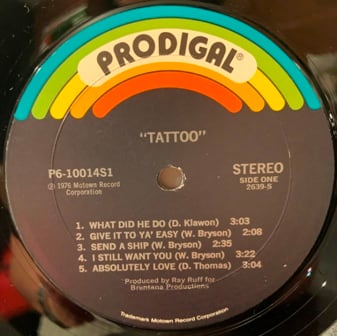 PRODIGAL®
"TATTOO"
P6-10014S1
℗ 1976 Motown Record
Corporation
STEREO
SIDE ONE
2639-S
1. WHAT DID HE DO (D. Klawon) 3:03
2. GIVE IT TO YA' EASY (W. Bryson) 2:08
3. SEND A SHIP (W. Bryson) 2:35
4. I STILL WANT YOU (W. Bryson) 3:22
5. ABSOLUTELY LOVE (D. Thomas) 3:04
Produced by Ray Ruff for
Bruntana Productions
Trademark Motown Record Corporation